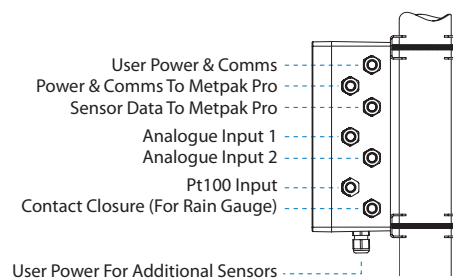 User Power & Comms
Power & Comms To Metpak Pro
Sensor Data To Metpak Pro
Analogue Input 1
Analogue Input 2
Pt100 Input
Contact Closure (For Rain Gauge)
User Power For Additional Sensors